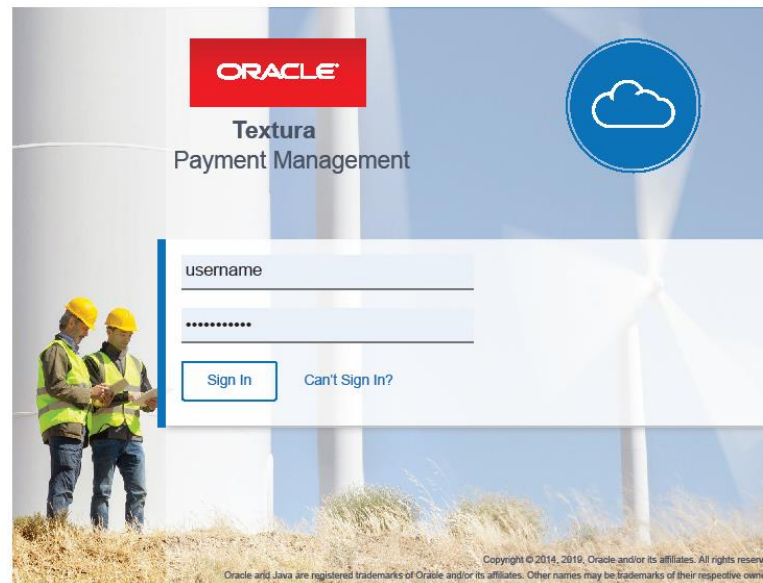 ORACLE
Textura
Payment Management
username
•••••••••••
Sign In
Can't Sign In?
Copyright © 2014, 2019, Oracle and/or its affiliates. All rights reserv
Oracle and Java are registered trademarks of Oracle and/or its affiliates. Other names may be trademarks of their respective own